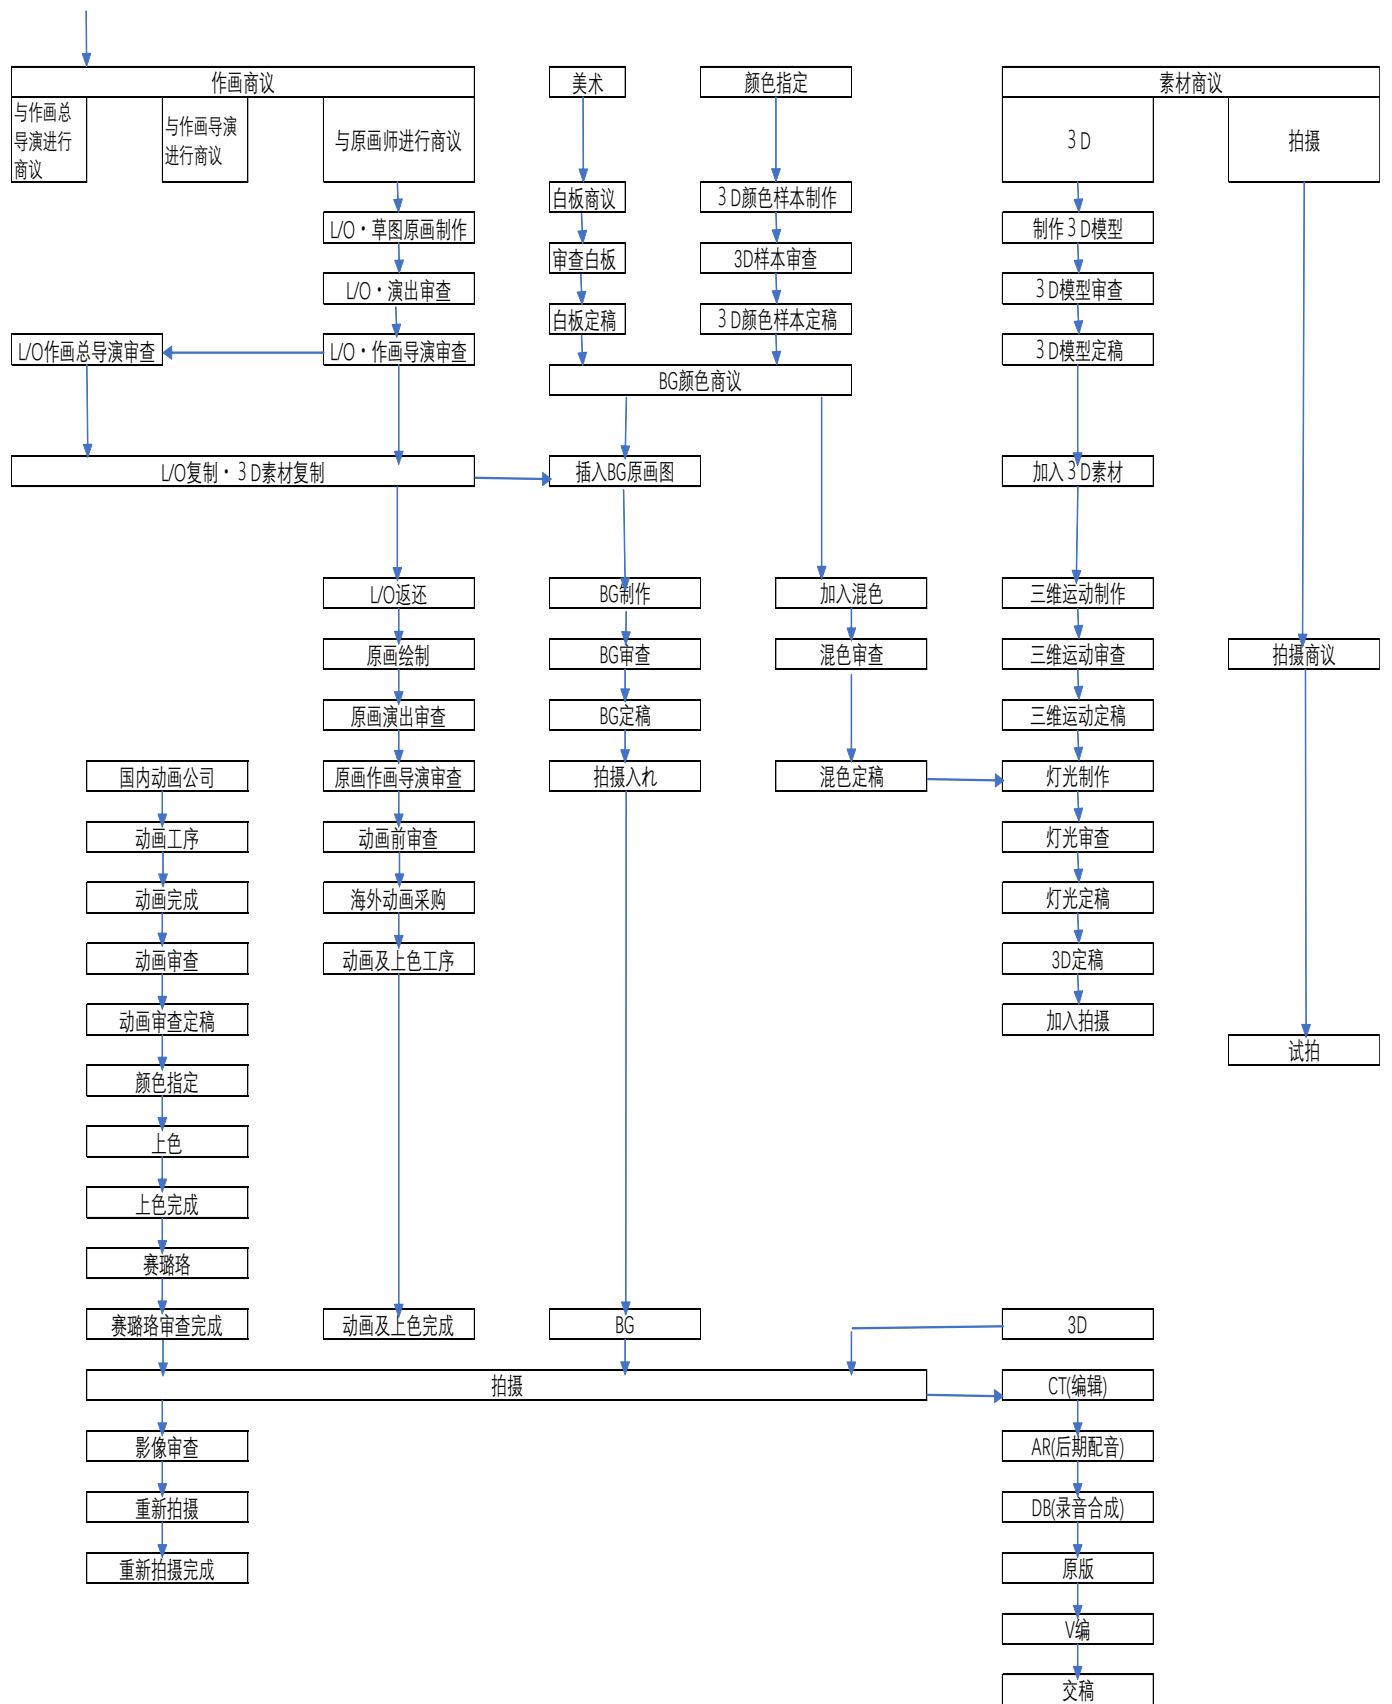 作画商议
美术
颜色指定
素材商议
与作画总
导演进行
商议
与作画导演
进行商议
与原画师进行商议
3D
拍摄
白板商议
3D颜色样本制作
L/O・草图原画制作
制作3D模型
审查白板
3D样本审查
L/O・演出审查
3D模型审查
白板定稿
3D颜色样本定稿
L/O作画总导演审查
L/O・作画导演审查
3D模型定稿
BG颜色商议
L/O复制・3D素材复制
插入BG原画图
加入3D素材
L/O返还
BG制作
加入混色
三维运动制作
原画绘制
BG审查
混色审查
三维运动审查
拍摄商议
原画演出审查
BG定稿
三维运动定稿
国内动画公司
原画作画导演审查
拍摄入れ
混色定稿
灯光制作
动画工序
动画前审查
灯光审查
动画完成
海外动画采购
灯光定稿
动画审查
动画及上色工序
3D定稿
动画审查定稿
加入拍摄
试拍
颜色指定
上色
上色完成
赛璐珞
赛璐珞审查完成
动画及上色完成
BG
3D
拍摄
CT(编辑)
影像审查
AR(后期配音)
重新拍摄
DB(录音合成)
重新拍摄完成
原版
V编
交稿